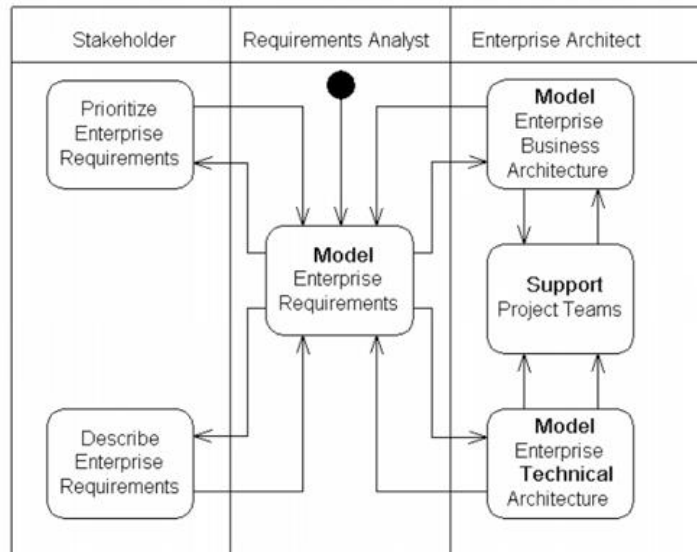 Stakeholder
Requirements Analyst
Enterprise Architect
Prioritize
Enterprise
Requirements
Model
Enterprise
Business
Architecture
Model
Enterprise
Requirements
Support
Project Teams
Describe
Enterprise
Requirements
Model
Enterprise
Technical
Architecture